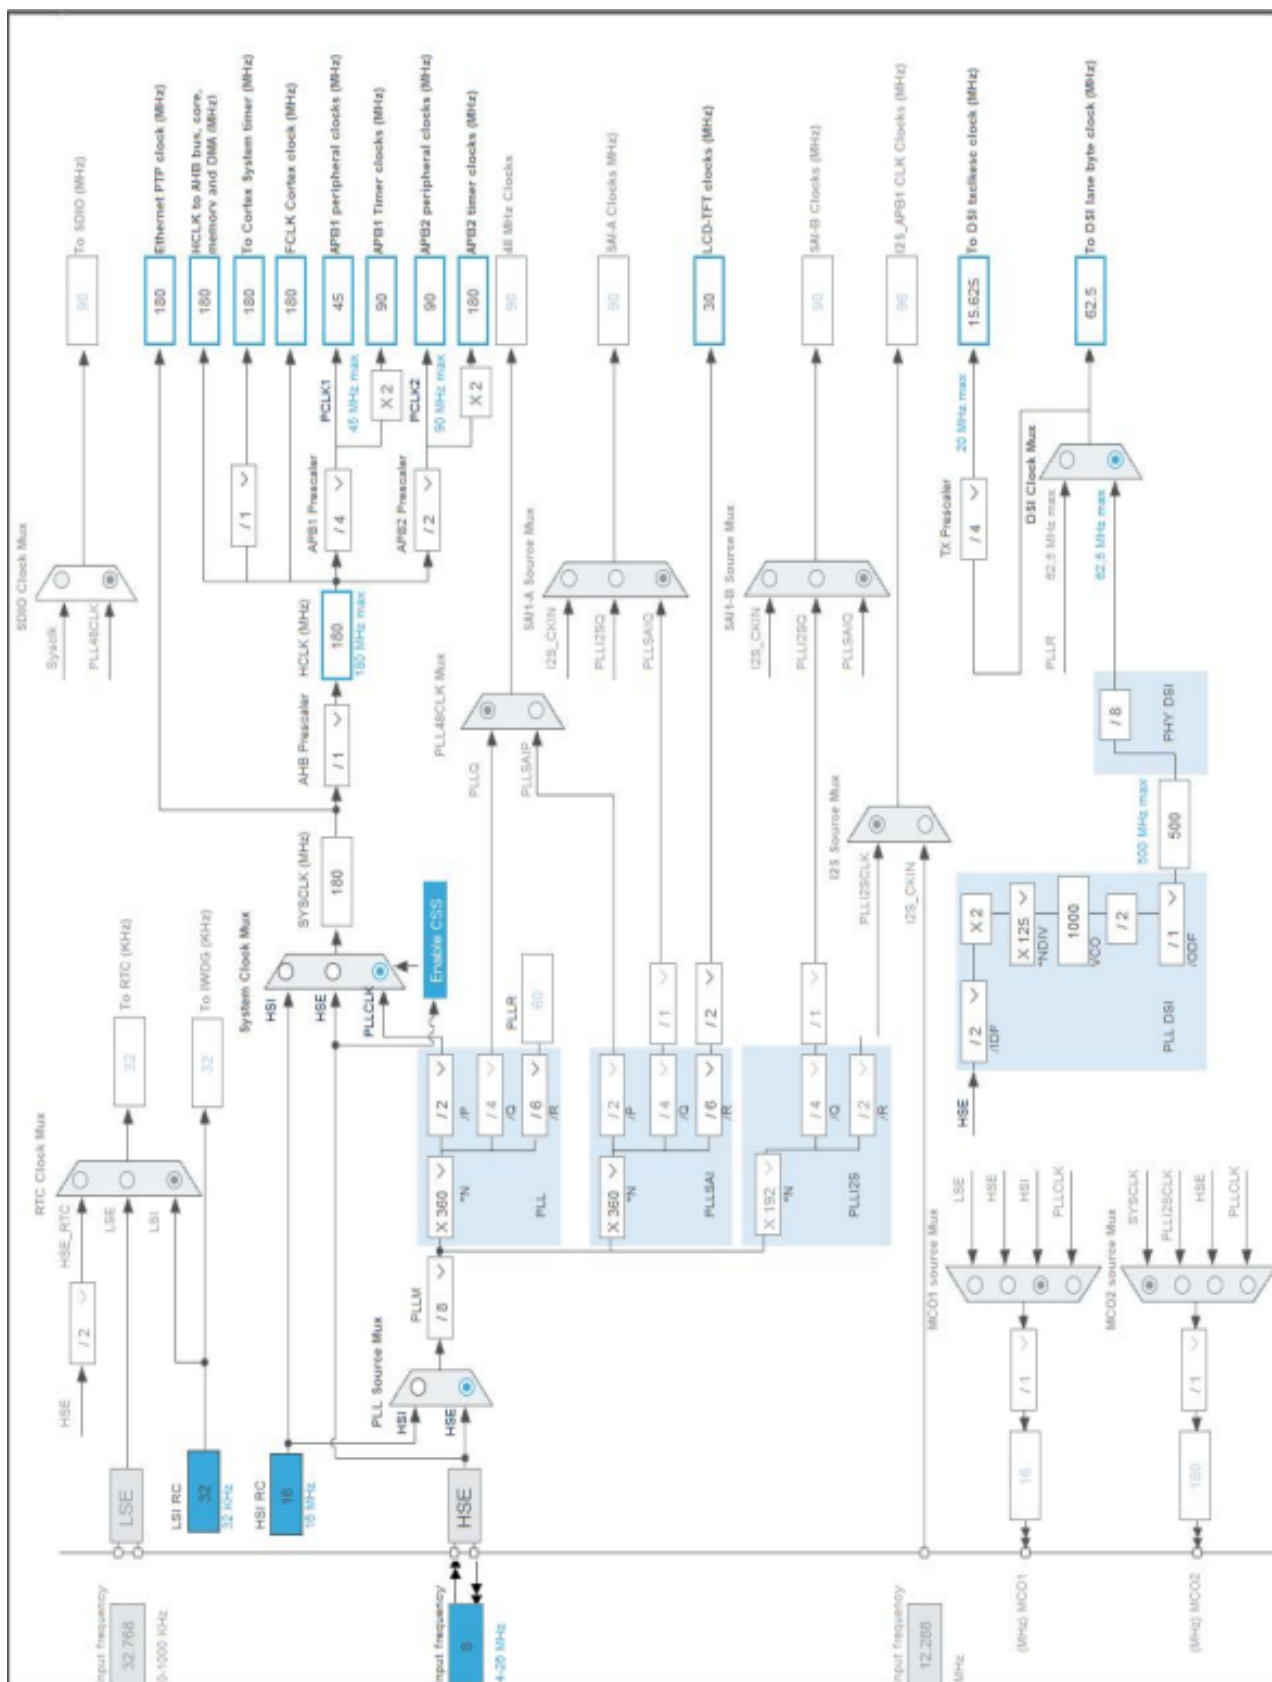 RTC Clock Mux
HSE
/ 2
HSE_RTC
SDIO Clock Mux
Sysclk
PLL48CLK
90
To SDIO (MHz)
Input frequency
32.768
0-1000 KHz
LSE
LSE
LSI
32
To RTC (KHz)
LSI RC
32
32 KHz
32
To IWDG (KHz)
HSI RC
16
16 MHz
System Clock Mux
HSI
HSE
PLLCLK
SYSCLK (MHz)
180
AHB Prescaler
/ 1
HCLK (MHz)
180
180 MHz max
180
Ethernet PTP clock (MHz)
180
HCLK to AHB bus, core,
memory and DMA (MHz)
/ 1
180
To Cortex System timer (MHz)
180
FCLK Cortex clock (MHz)
APB1 Prescaler
/ 4
PCLK1
45 MHz max
45
APB1 peripheral clocks (MHz)
X 2
90
APB1 Timer clocks (MHz)
APB2 Prescaler
/ 2
PCLK2
90 MHz max
90
APB2 peripheral clocks (MHz)
X 2
180
APB2 timer clocks (MHz)
Enable CSS
PLL Source Mux
HSI
HSE
Input frequency
8
4-26 MHz
HSE
PLLM
/ 8
X 360
*N
/ 2
/P
/ 4
/Q
/ 6
/R
PLL
PLLR
60
PLL48CLK Mux
PLLQ
PLLSAIP
90
48 MHz Clocks
X 360
*N
/ 2
/P
/ 4
/Q
/ 6
/R
PLLSAI
/ 1
/ 2
SAI1-A Source Mux
I2S_CKIN
PLLI2SQ
PLLSAIQ
90
SAI-A Clocks MHz)
30
LCD-TFT clocks (MHz)
X 192
*N
/ 4
/Q
/ 2
/R
PLLI2S
/ 1
SAI1-B Source Mux
I2S_CKIN
PLLI2SQ
PLLSAIQ
90
SAI-B Clocks (MHz)
I2S Source Mux
PLLI2SCLK
I2S_CKIN
96
I2S_APB1 CLK Clocks (MHz)
Input frequency
12.288
MHz
MCO1 source Mux
LSE
HSE
HSI
PLLCLK
/ 1
16
(MHz) MCO1
MCO2 source Mux
SYSCLK
PLLI2SCLK
HSE
PLLCLK
/ 1
180
(MHz) MCO2
HSE
/ 2
/IDF
X 2
X 125
*NDIV
1000
VCO
/ 2
/ 1
/ODF
PLL DSI
500 MHz max
500
/ 8
PHY DSI
TX Prescaler
/ 4
20 MHz max
15.625
To DSI txclkesc clock (MHz)
DSI Clock Mux
PLLR
62.5 MHz max
62.5 MHz max
62.5
To DSI lane byte clock (MHz)